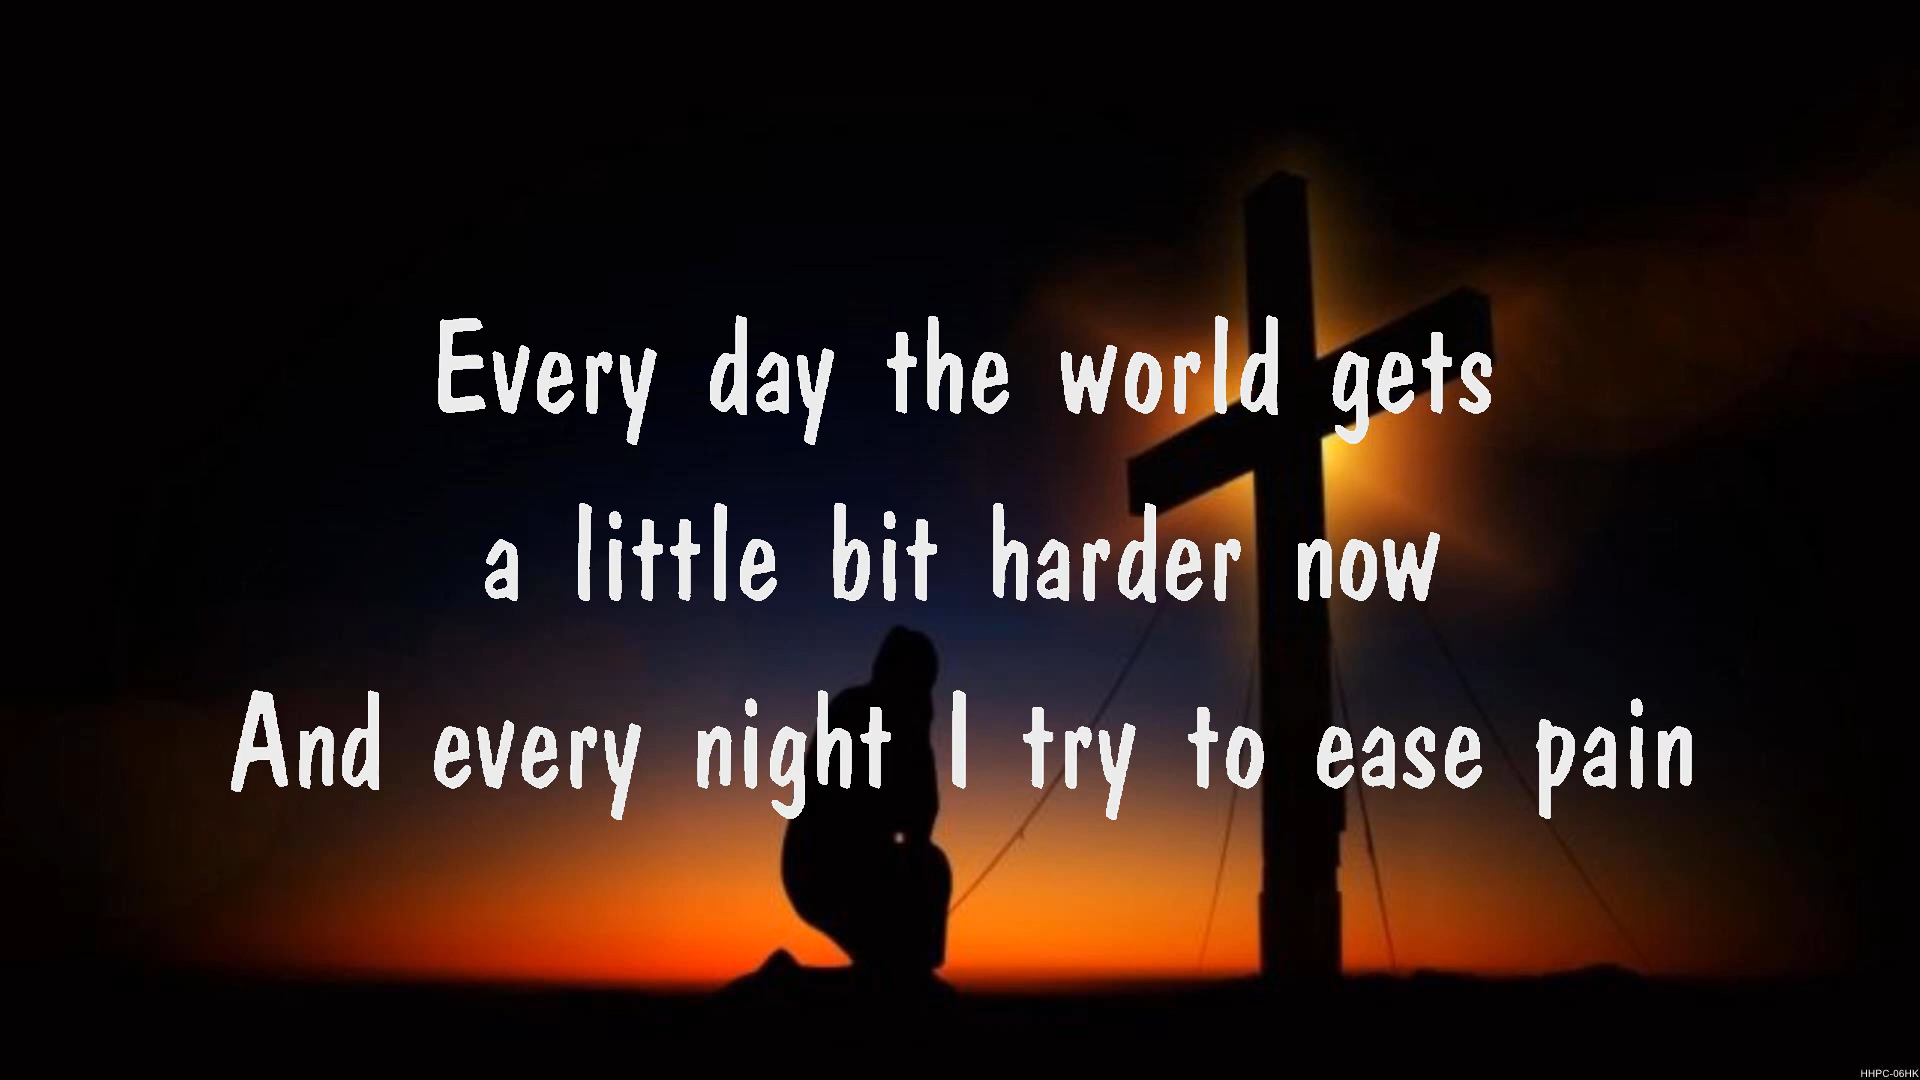 Every day the world gets
a little bit harder now
And every night I try to ease pain
HHPC-06HK